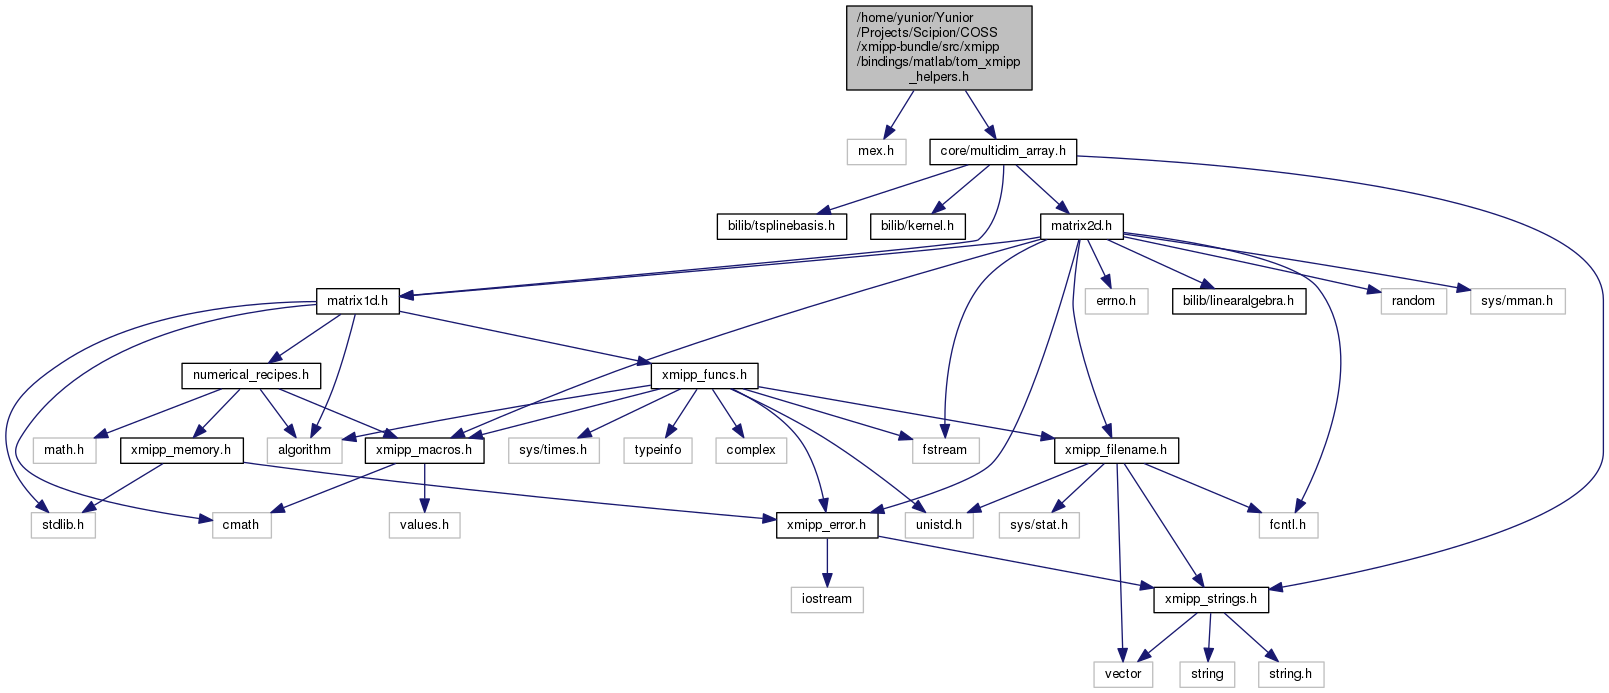 /home/yunior/Yunior
/Projects/Scipion/COSS
/xmipp-bundle/src/xmipp
/bindings/matlab/tom_xmipp
_helpers.h
mex.h
core/multidim_array.h
bilib/tsplinebasis.h
bilib/kernel.h
matrix2d.h
matrix1d.h
errno.h
bilib/linearalgebra.h
random
sys/mman.h
numerical_recipes.h
xmipp_funcs.h
math.h
xmipp_memory.h
algorithm
xmipp_macros.h
sys/times.h
typeinfo
complex
fstream
xmipp_filename.h
stdlib.h
cmath
values.h
xmipp_error.h
unistd.h
sys/stat.h
fcntl.h
iostream
xmipp_strings.h
vector
string
string.h